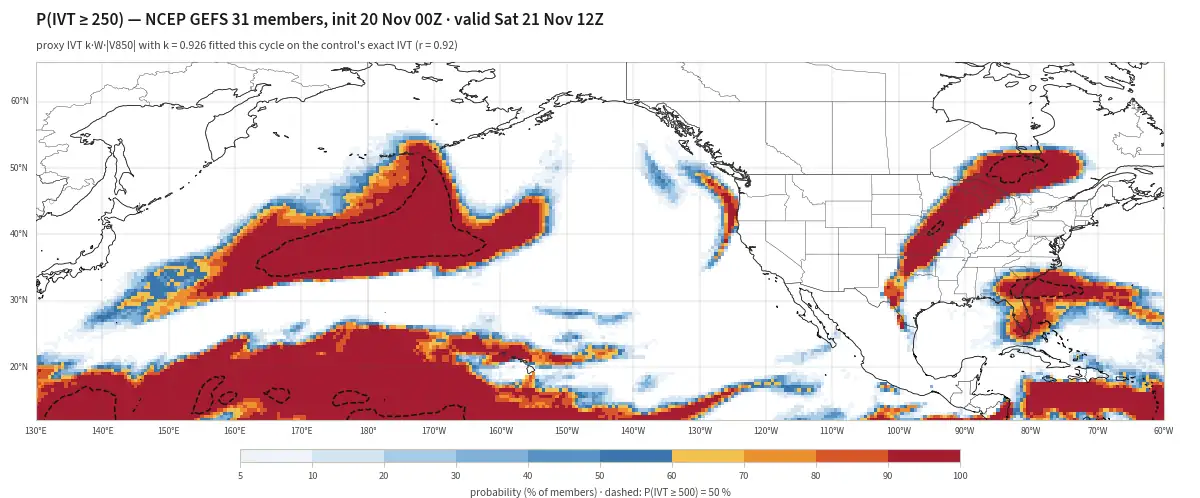 P(IVT ≥ 250) — NCEP GEFS 31 members, init 20 Nov 00Z · valid Sat 21 Nov 12Z
proxy IVT k·W·|V850| with k = 0.926 fitted this cycle on the control's exact IVT (r = 0.92)
60°N
50°N
40°N
30°N
20°N
130°E 140°E 150°E 160°E 170°E 180° 170°W 160°W 150°W 140°W 130°W 120°W 110°W 100°W 90°W 80°W 70°W 60°W
5 10 20 30 40 50 60 70 80 90 100
probability (% of members) · dashed: P(IVT ≥ 500) = 50 %